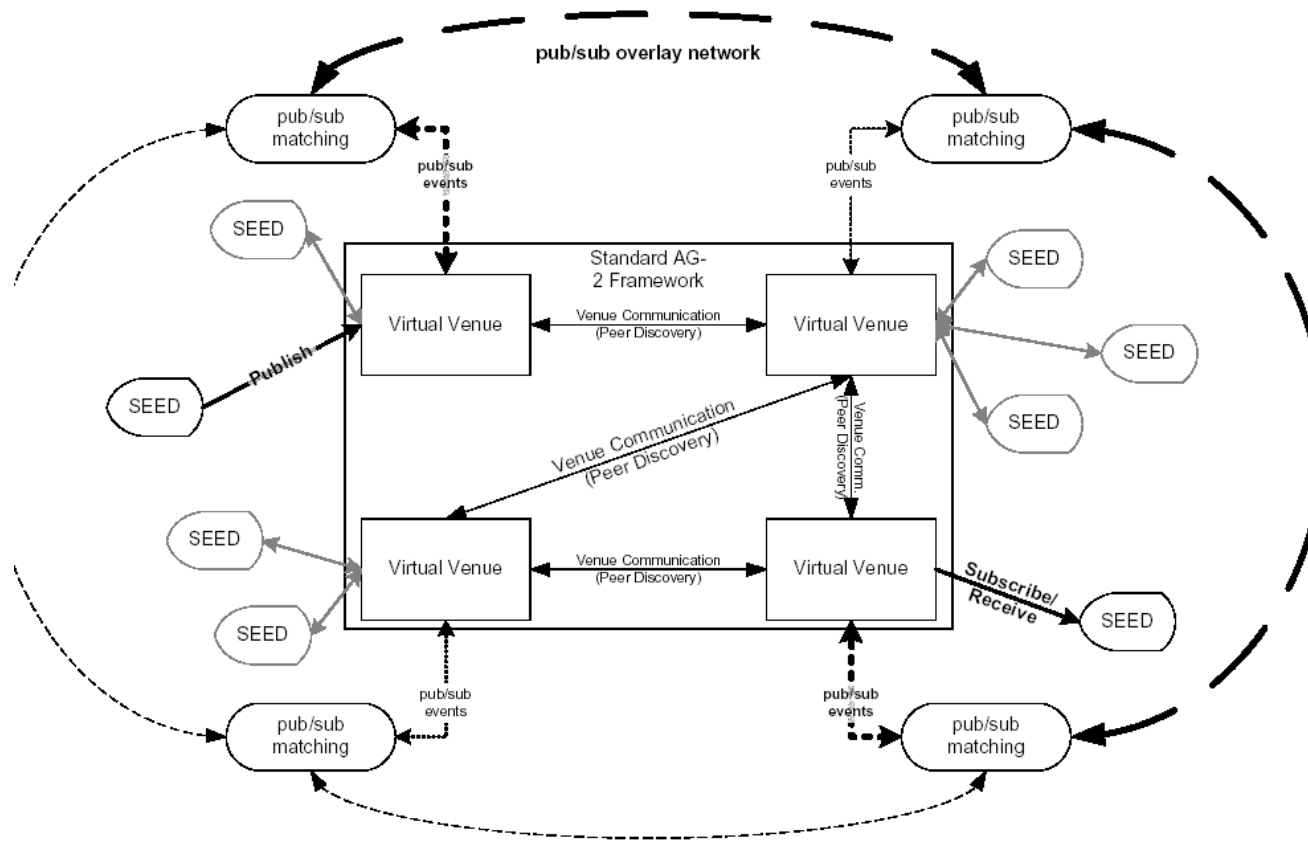 pub/sub overlay network
pub/sub
matching
pub/sub
matching
pub/sub
events
pub/sub
events
SEED
Standard AG-
2 Framework
SEED
Virtual Venue
Venue Communication
(Peer Discovery)
Virtual Venue
SEED
Publish
SEED
SEED
Venue Communication
(Peer Discovery)
Venue Comm.
(Peer Discovery)
SEED
Virtual Venue
Venue Communication
(Peer Discovery)
Virtual Venue
Subscribe/
Receive
SEED
SEED
pub/sub
events
pub/sub
events
pub/sub
matching
pub/sub
matching